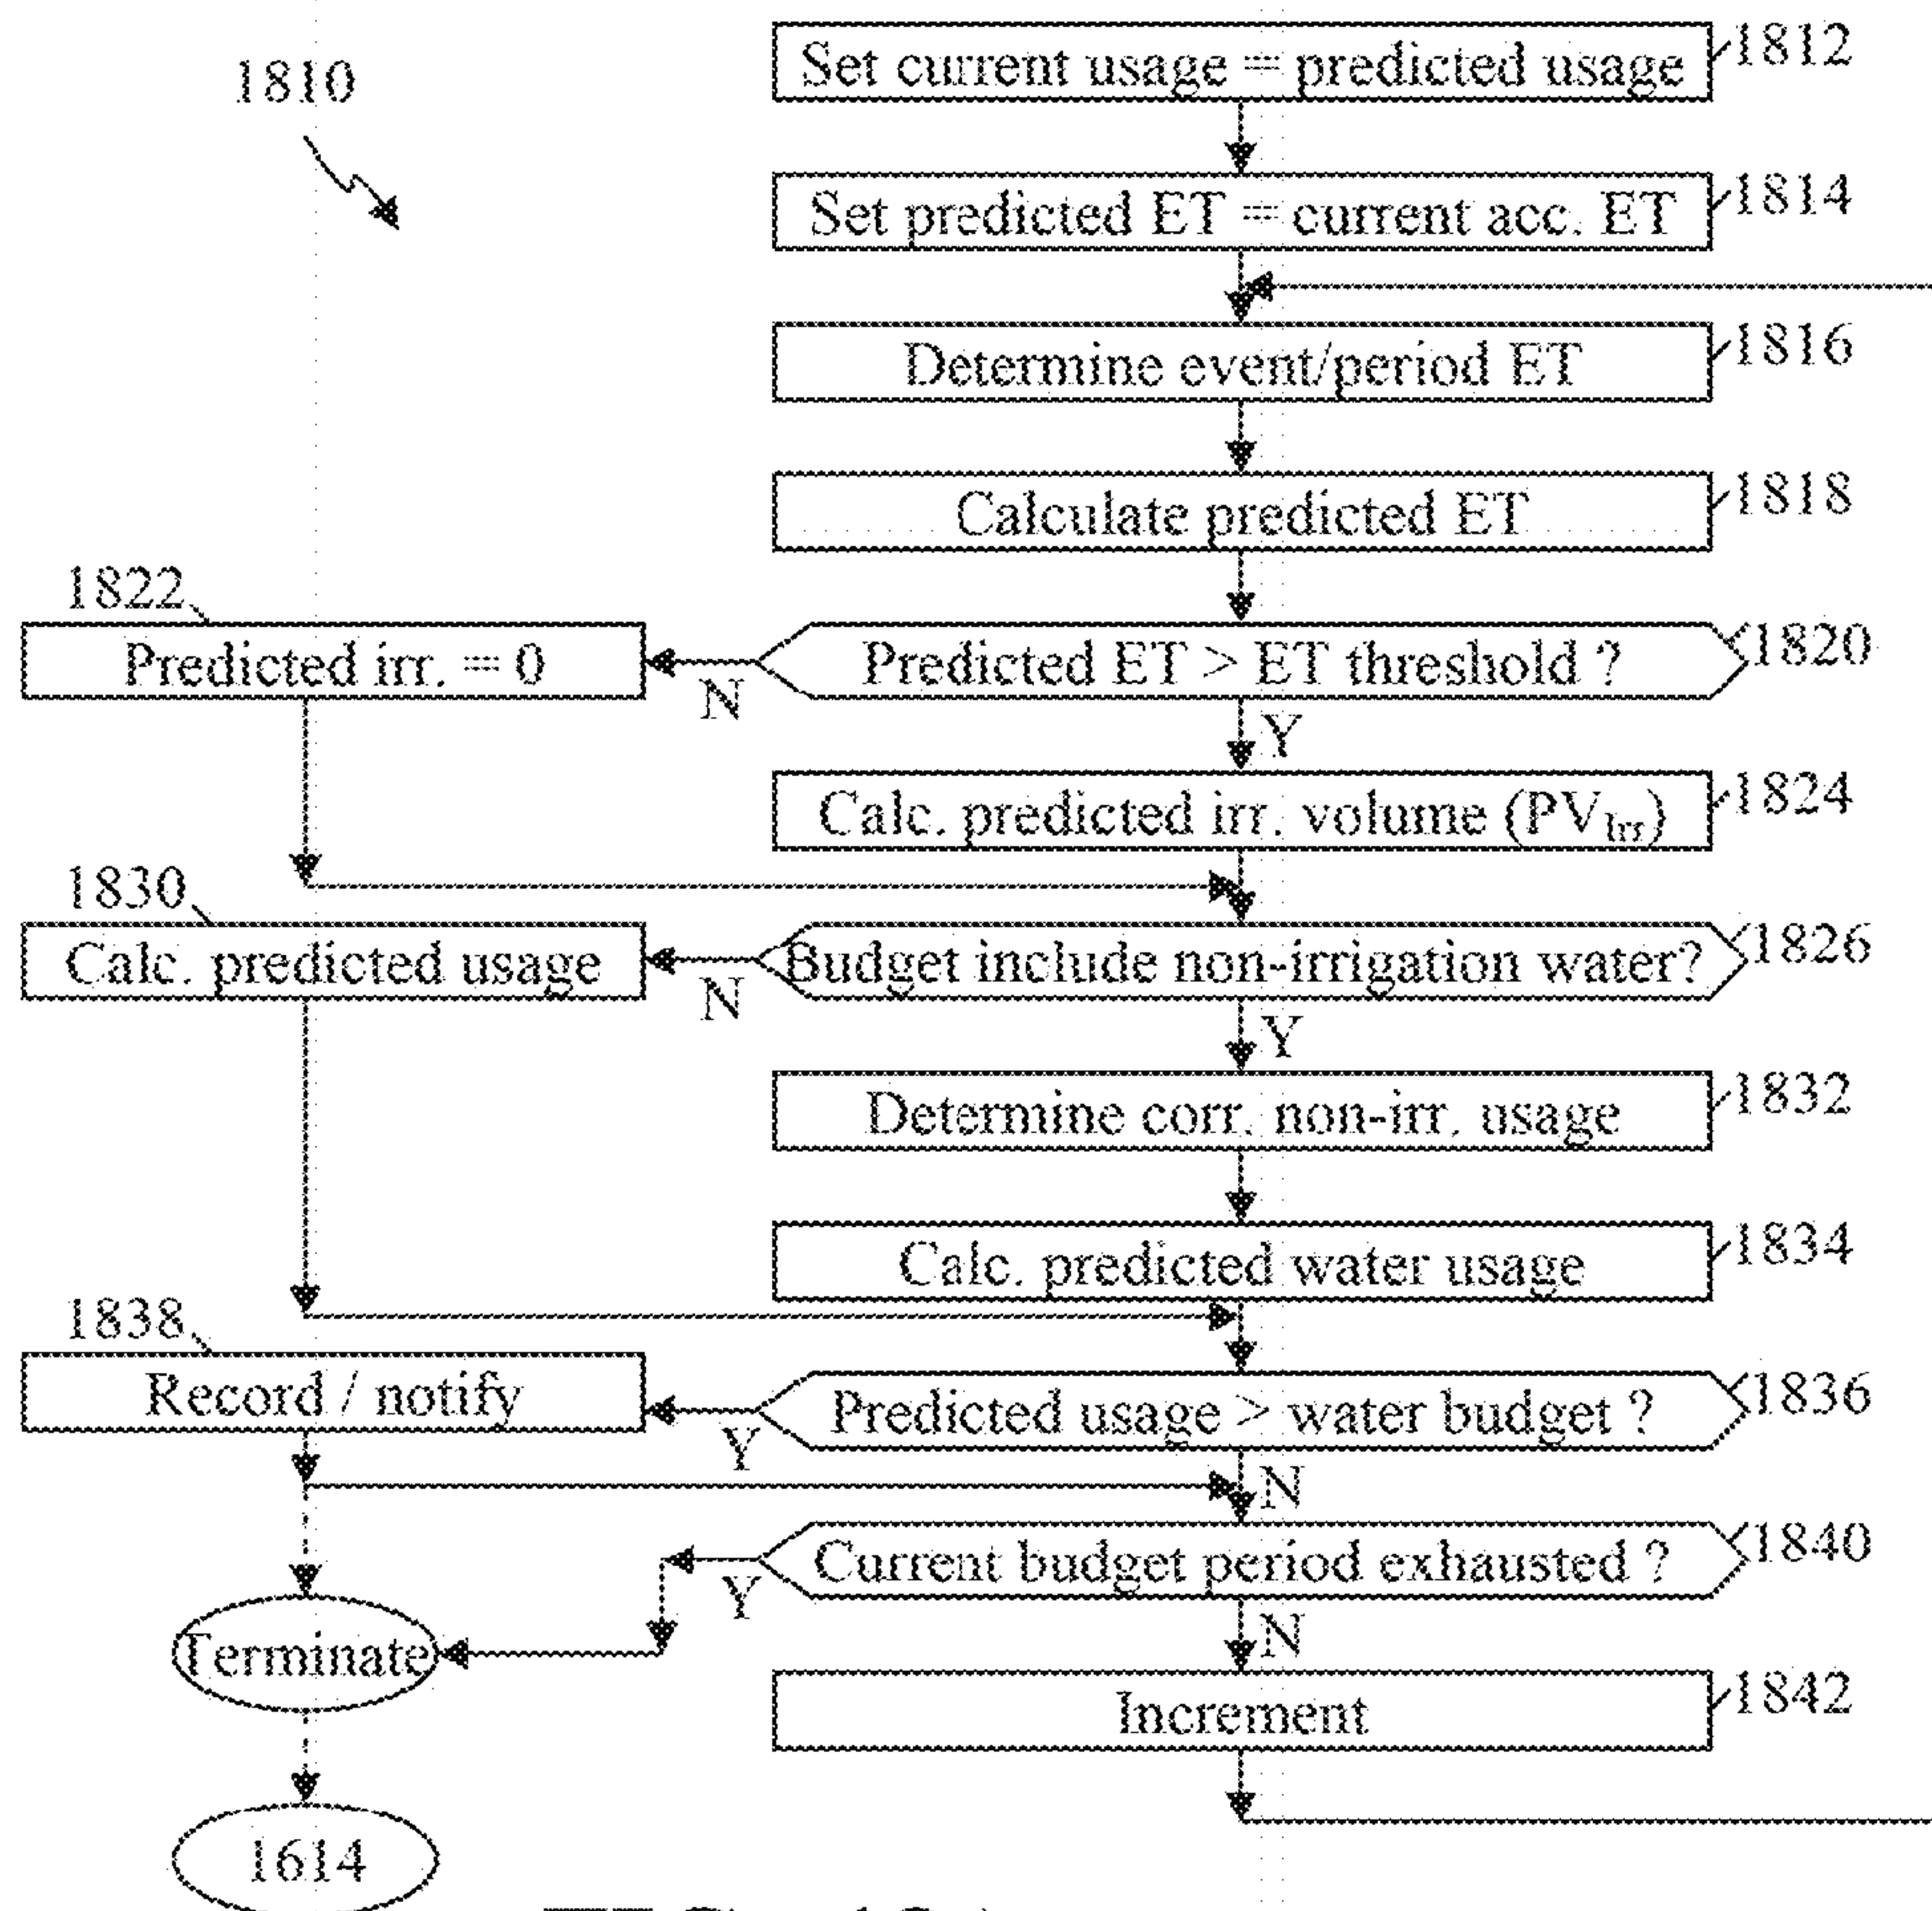 1810
Set current usage = predicted usage
1812
Set predicted ET = current acc. ET
1814
Determine event/period ET
1816
Calculate predicted ET
1818
1822
Predicted irr. = 0
N
Predicted ET > ET threshold ?
1820
Y
Calc. predicted irr. volume (PVIrr)
1824
1830
Calc. predicted usage
N
Budget include non-irrigation water?
1826
Y
Determine corr. non-irr. usage
1832
Calc. predicted water usage
1834
1838
Record / notify
Y
Predicted usage > water budget ?
1836
N
Current budget period exhausted ?
1840
Y
N
Terminate
Increment
1842
1614